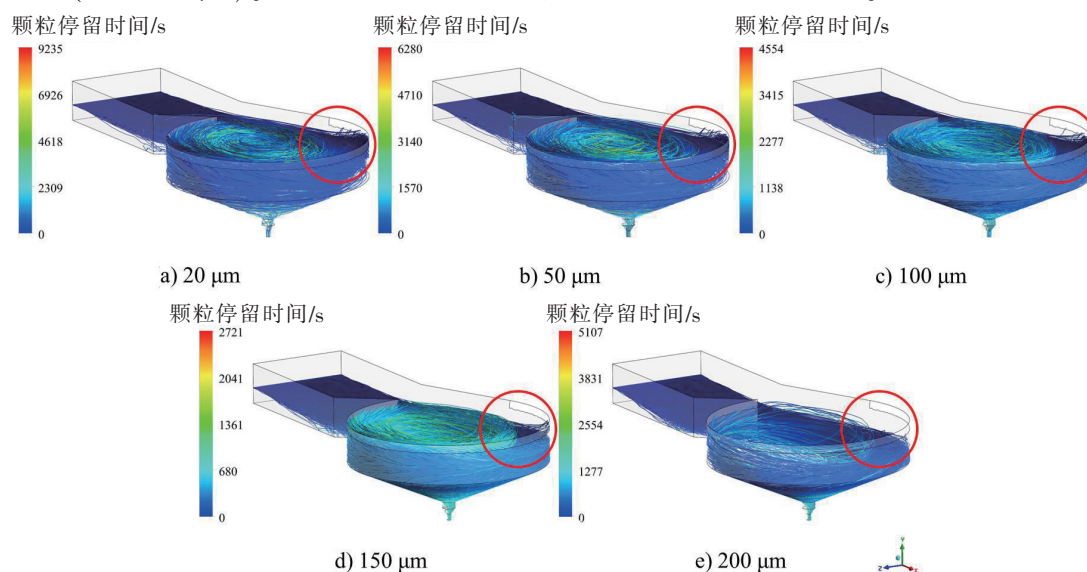 颗粒停留时间/s
颗粒停留时间/s
颗粒停留时间/s
9235
6926
4618
2309
0
6280
4710
3140
1570
0
4554
3415
2277
1138
0
a) 20 μm
b) 50 μm
c) 100 μm
颗粒停留时间/s
颗粒停留时间/s
2721
2041
1361
680
0
5107
3831
2554
1277
0
d) 150 μm
e) 200 μm
Y
Z
X